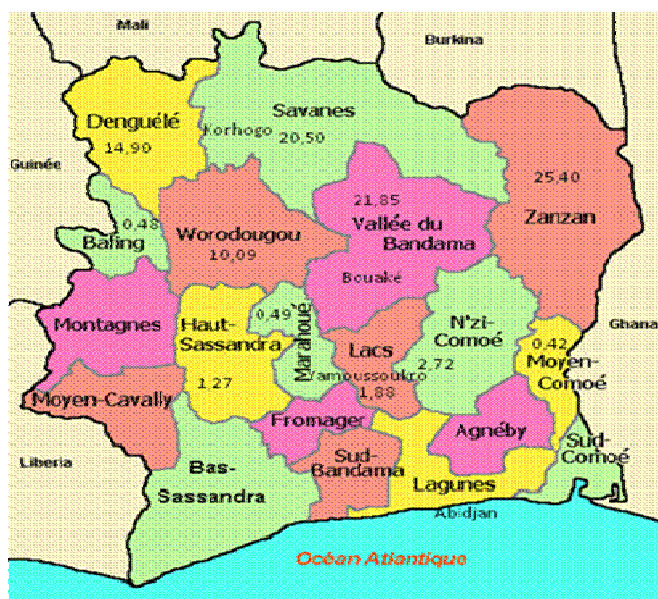 Mali
Burkina
Denguélé
14,90
Savanes
Korhogo
20,50
Guinée
25,40
Zanzan
21,85
Vallée du
Bandama
0,48
Bafing
Worodougou
10,09
Bouaké
Montagnes
Haut-
Sassandra
1,27
0,49
Marahoué
Lacs
Yamoussoukro
1,88
N'zi-
Comoé
2,72
0,42
Moyen-
Comoé
Ghana
Moyen-Cavally
Fromager
Agnéby
Sud-
Comoé
Liberia
Bas-
Sassandra
Sud-
Bandama
Lagunes
Abidjan
Océan Atlantique